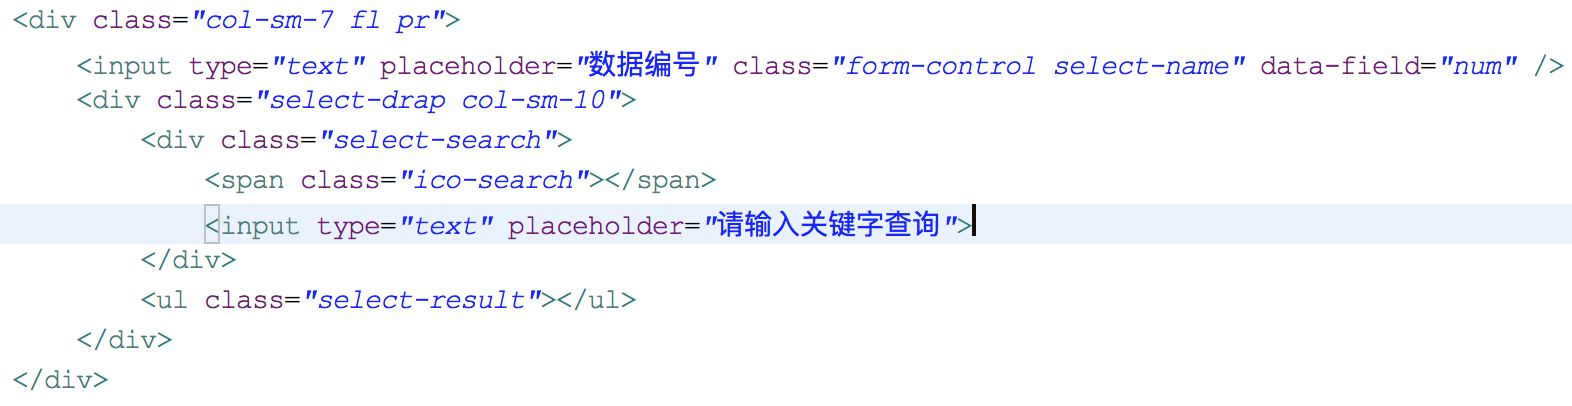 <div class="col-sm-7 fl pr">
    <input type="text" placeholder="数据编号" class="form-control select-name" data-field="num" />
    <div class="select-drap col-sm-10">
        <div class="select-search">
            <span class="ico-search"></span>
            <input type="text" placeholder="请输入关键字查询">
        </div>
        <ul class="select-result"></ul>
    </div>
</div>